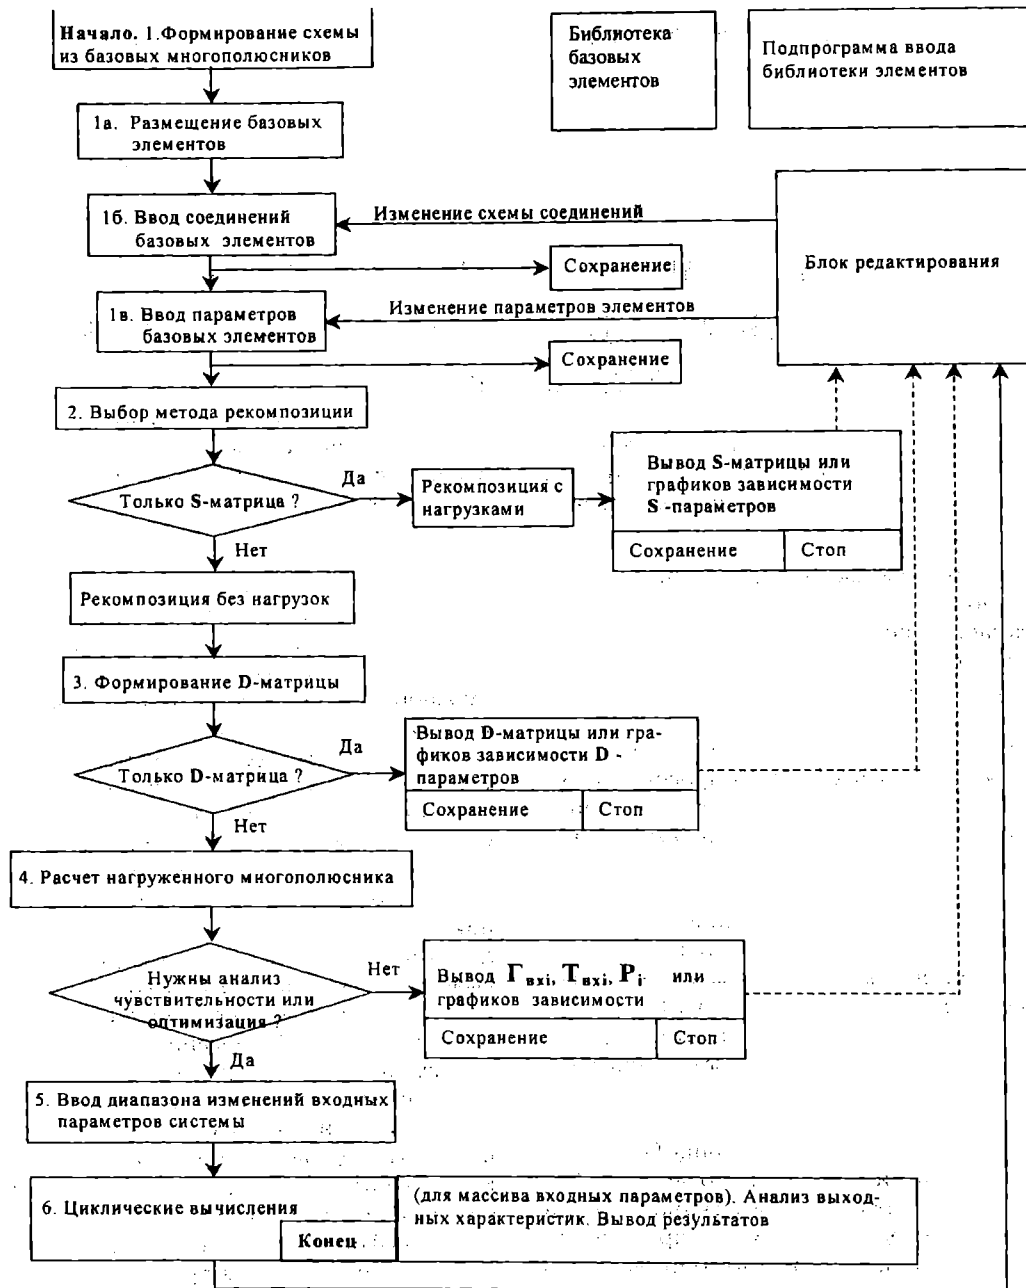 Начало. 1.Формирование схемы
из базовых многополюсников
Библиотека
базовых
элементов
Подпрограмма ввода
библиотеки элементов
1а. Размещение базовых
элементов
1б. Ввод соединений
базовых элементов
Изменение схемы соединений
Блок редактирования
Сохранение
1в. Ввод параметров
базовых элементов
Изменение параметров элементов
Сохранение
2. Выбор метода рекомпозиции
Только S-матрица ?
Да
Рекомпозиция с
нагрузками
Вывод S-матрицы или
графиков зависимости
S -параметров
Сохранение
Стоп
Нет
Рекомпозиция без нагрузок
3. Формирование D-матрицы
Только D-матрица ?
Да
Вывод D-матрицы или гра-
фиков зависимости D -
параметров
Сохранение
Стоп
Нет
4. Расчет нагруженного многополюсника
Нужны анализ
чувствительности или
оптимизация ?
Нет
Вывод Гвхi, Твхi, Рi или ...
графиков зависимости
Сохранение
Стоп
Да
5. Ввод диапазона изменений входных
параметров системы
6. Циклические вычисления
Конец
(для массива входных параметров). Анализ выход-
ных характеристик. Вывод результатов